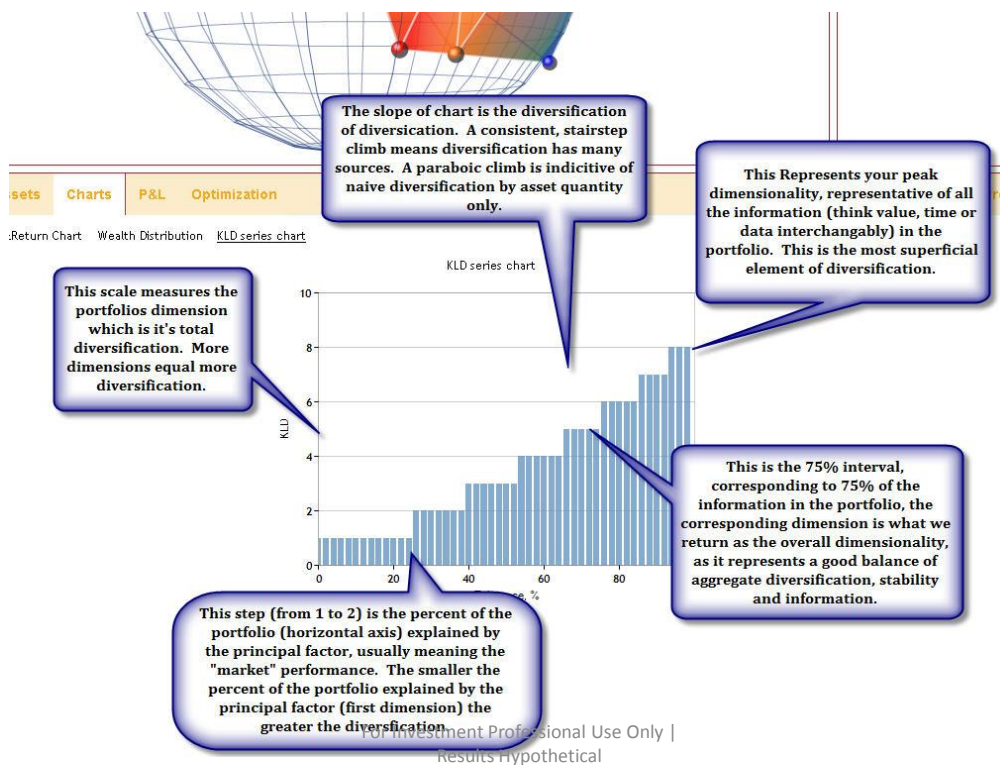 The slope of chart is the diversification
of diversication. A consistent, stairstep
climb means diversification has many
sources. A paraboic climb is indicitive of
naive diversification by asset quantity
only.
This Represents your peak
dimensionality, representative of all
the information (think value, time or
data interchangably) in the
portfolio. This is the most superficial
element of diversification.
ssets Charts P&L Optimization
:Return Chart Wealth Distribution KLD series chart
KLD series chart
This scale measures the
portfolios dimension
which is it's total
diversification. More
dimensions equal more
diversification.
10
8
6
4
2
0
KLD
0 20 40 60 80
%
This is the 75% interval,
corresponding to 75% of the
information in the portfolio, the
corresponding dimension is what we
return as the overall dimensionality,
as it represents a good balance of
aggregate diversification, stability
and information.
This step (from 1 to 2) is the percent of the
portfolio (horizontal axis) explained by
the principal factor, usually meaning the
"market" performance. The smaller the
percent of the portfolio explained by the
principal factor (first dimension) the
greater the diversfication
For Investment Professional Use Only |
Results Hypothetical